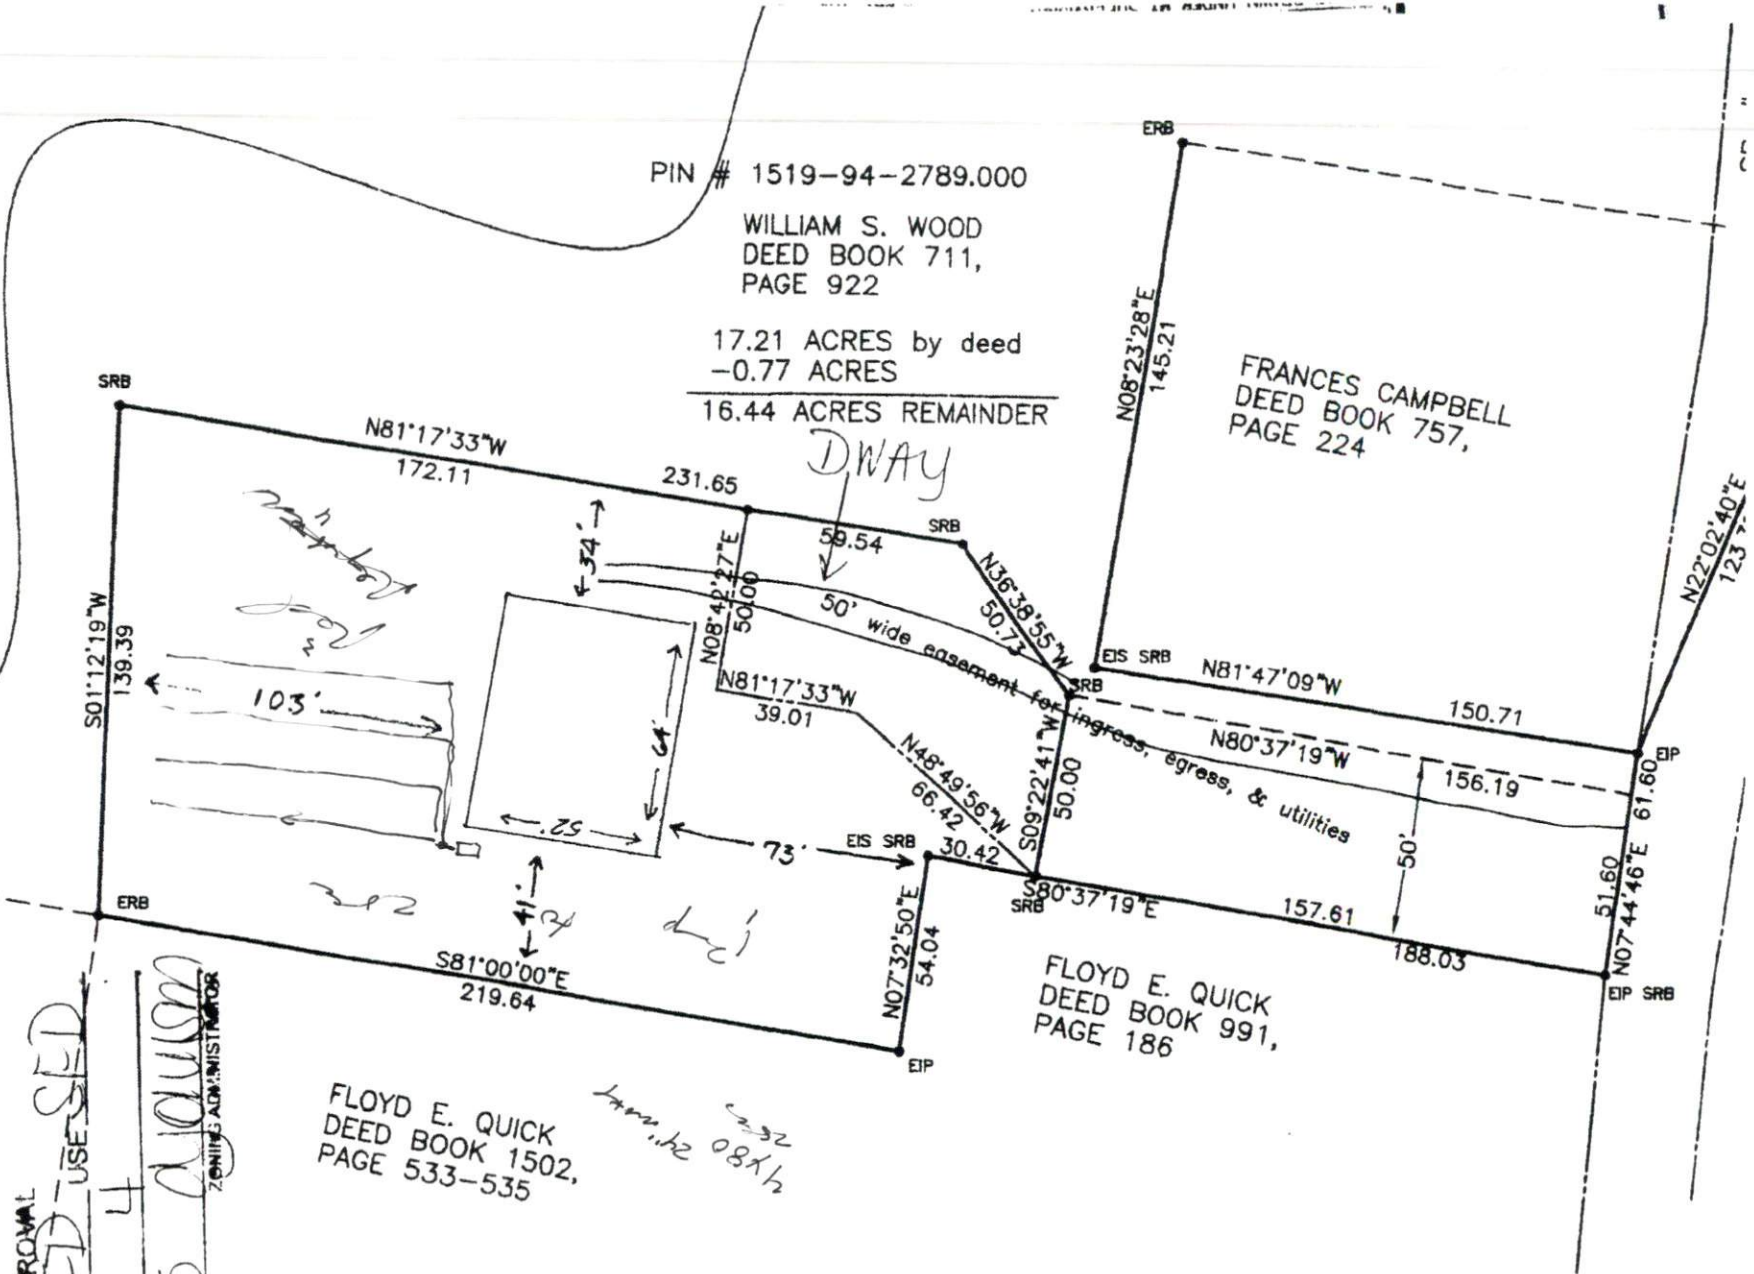 PIN # 1519-94-2789.000
WILLIAM S. WOOD
DEED BOOK 711,
PAGE 922
17.21 ACRES by deed
-0.77 ACRES
16.44 ACRES REMAINDER
DWAY
ERB
N08°23'28"E
145.21
FRANCES CAMPBELL
DEED BOOK 757,
PAGE 224
N22°02'40"E
SRB
N81°17'33"W
172.11
231.65
59.54
SRB
34'
N08°42'27"E
50.00
N36°38'55"W
50.73
50' wide easement for ingress, egress, & utilities
EIS SRB
SRB
N81°47'09"W
150.71
EIP
N80°37'19"W
156.19
61.60
S01°12'19"W
139.39
103'
64'
52'
N81°17'33"W
39.01
N48°49'56"W
66.42
S09°22'41"W
50.00
50'
73'
EIS SRB
30.42
S80°37'19"E
SRB
157.61
188.03
51.60
N07°44'46"E
EIP SRB
ERB
41'
S81°00'00"E
219.64
N07°32'50"E
54.04
EIP
FLOYD E. QUICK
DEED BOOK 991,
PAGE 186
FLOYD E. QUICK
DEED BOOK 1502,
PAGE 533-535
USE
ZONING ADMINISTRATOR